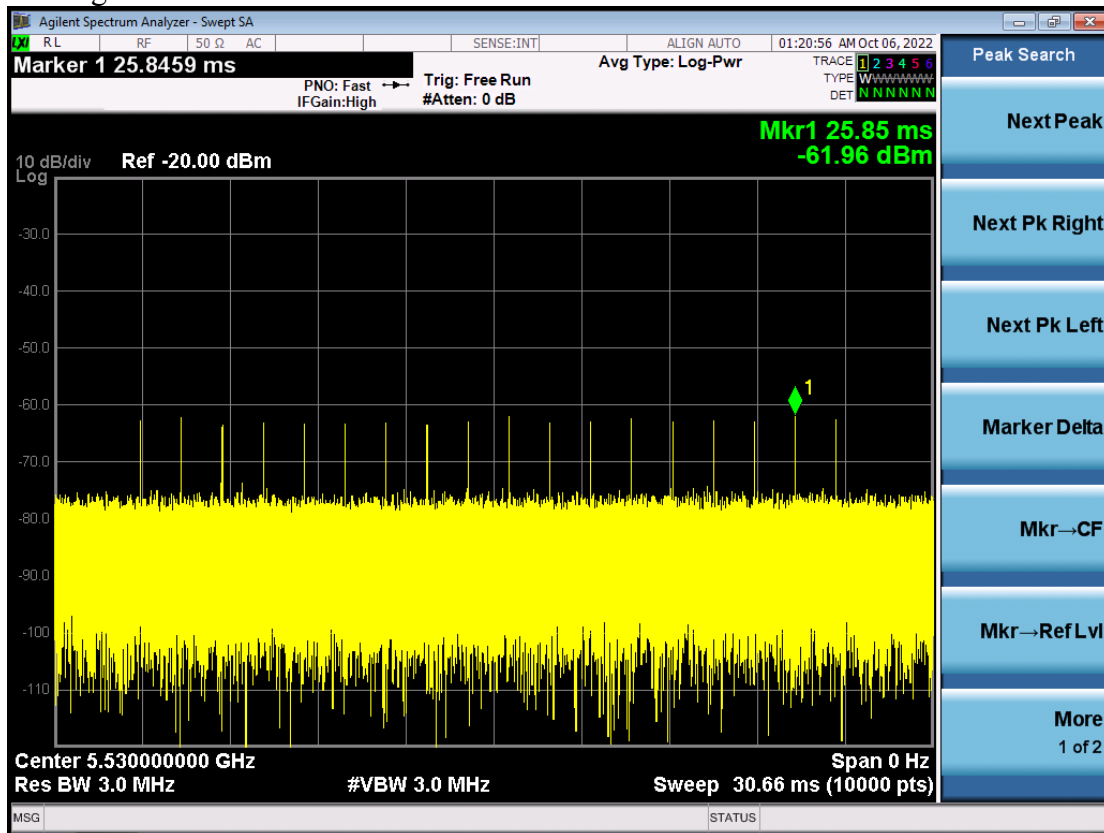 Agilent Spectrum Analyzer - Swept SA
LXI RL RF 50 Ω AC SENSE:INT ALIGN AUTO 01:20:56 AM Oct 06, 2022
Marker 1 25.8459 ms
PNO: Fast
IFGain:High
Trig: Free Run
#Atten: 0 dB
Avg Type: Log-Pwr
TRACE 1 2 3 4 5 6
TYPE WWWWWW
DET N N N N N N
Mkr1 25.85 ms
-61.96 dBm
10 dB/div Ref -20.00 dBm
Log
-30.0
-40.0
-50.0
1
-60.0
-70.0
-80.0
-90.0
-100
-110
Center 5.530000000 GHz Span 0 Hz
Res BW 3.0 MHz #VBW 3.0 MHz Sweep 30.66 ms (10000 pts)
MSG STATUS
Peak Search
Next Peak
Next Pk Right
Next Pk Left
Marker Delta
Mkr→CF
Mkr→Ref Lvl
More
1 of 2